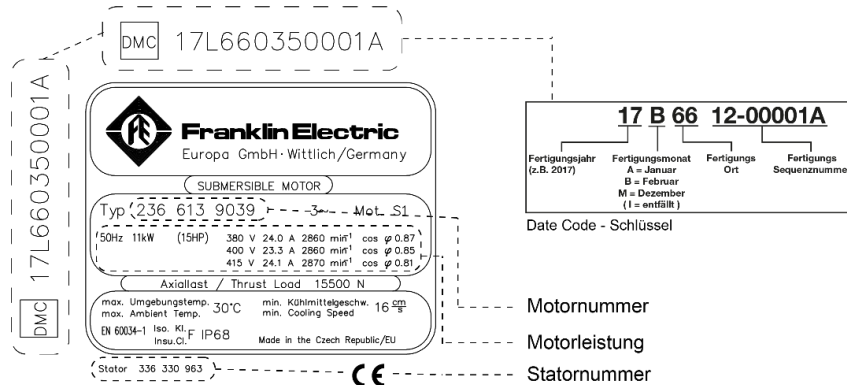 DMC 17L660350001A
DMC 17L660350001A
FE
Franklin Electric
Europa GmbH·Wittlich/Germany
SUBMERSIBLE MOTOR
Typ 236 613 9039 3~ Mot. S1
50Hz 11kW (15HP) 380 V 24.0 A 2860 min⁻¹ cos φ 0.87
400 V 23.3 A 2860 min⁻¹ cos φ 0.85
415 V 24.1 A 2870 min⁻¹ cos φ 0.81
Axiallast / Thrust Load 15500 N
max. Umgebungstemp. 30°C min. Kühlmittelgeschw. 16 cm/s
max. Ambient Temp. min. Cooling Speed
EN 60034-1 Iso. Kl. F IP68 Made in the Czech Republic/EU
Insu.Cl.
Stator 336 330 963
CE
17 B 66 12-00001A
Fertigungsjahr Fertigungsmonat Fertigungs Fertigungs
(z.B. 2017) A = Januar Ort Sequenznummer
B = Februar
M = Dezember
( I = entfällt )
Date Code - Schlüssel
Motornummer
Motorleistung
Statornummer